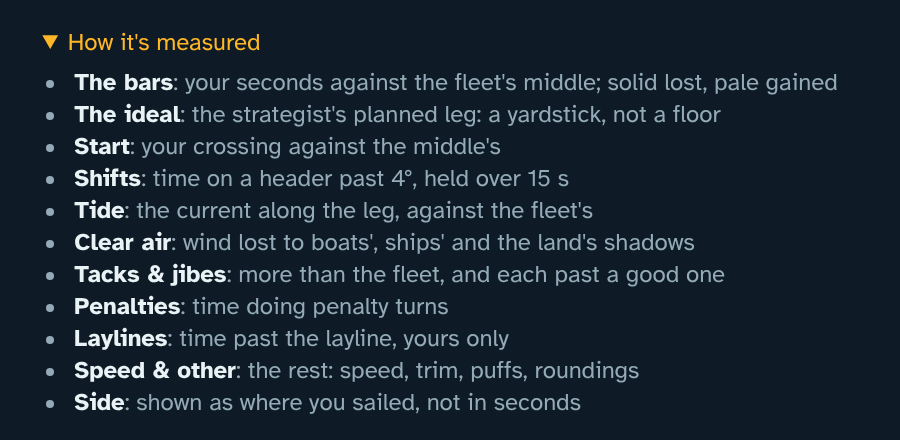 ▼ How it's measured
• The bars: your seconds against the fleet's middle; solid lost, pale gained
• The ideal: the strategist's planned leg: a yardstick, not a floor
• Start: your crossing against the middle's
• Shifts: time on a header past 4°, held over 15 s
• Tide: the current along the leg, against the fleet's
• Clear air: wind lost to boats', ships' and the land's shadows
• Tacks & jibes: more than the fleet, and each past a good one
• Penalties: time doing penalty turns
• Laylines: time past the layline, yours only
• Speed & other: the rest: speed, trim, puffs, roundings
• Side: shown as where you sailed, not in seconds